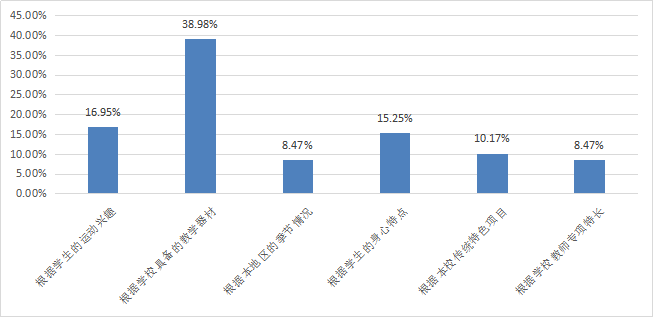 45.00%
40.00%
35.00%
30.00%
25.00%
20.00%
15.00%
10.00%
5.00%
0.00%
16.95%
38.98%
8.47%
15.25%
10.17%
8.47%
根据学生的运动兴趣
根据学校具备的教学器材
根据本地区的季节情况
根据学生的身心特点
根据本校传统特色项目
根据学校教师专项特长